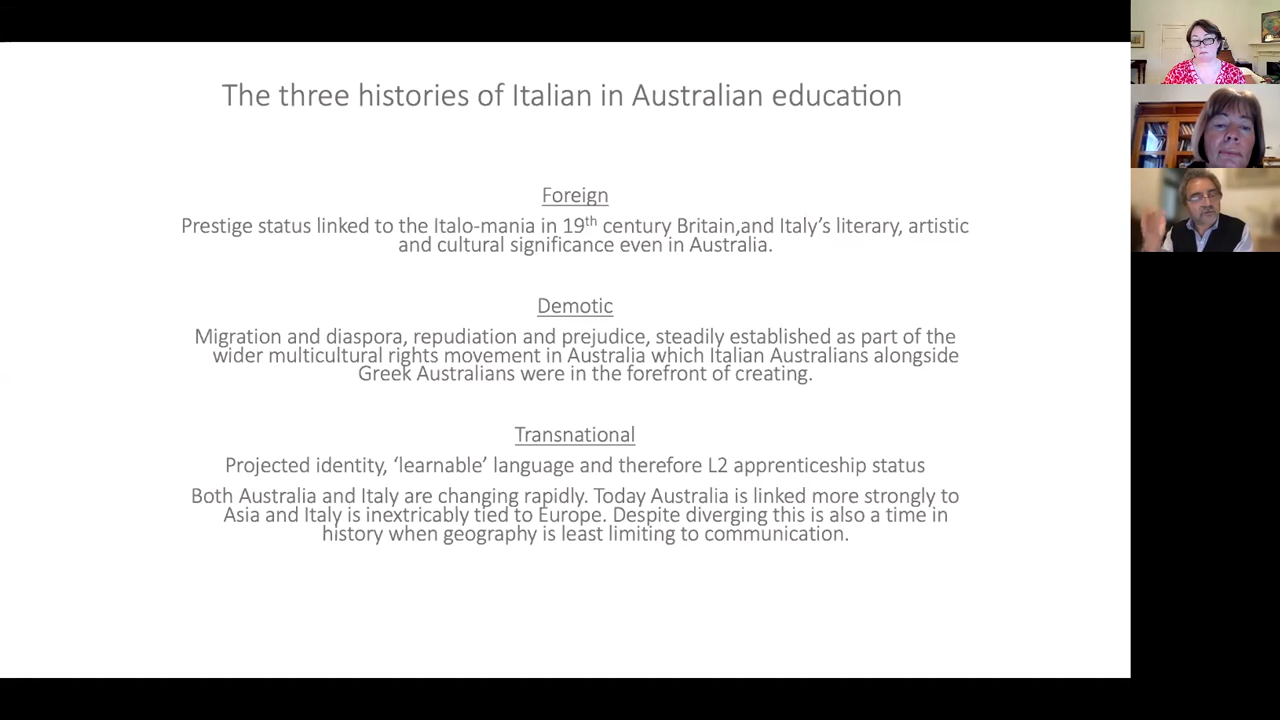 The three histories of Italian in Australian education
Foreign
Prestige status linked to the Italo-mania in 19th century Britain,and Italy’s literary, artistic
and cultural significance even in Australia.
Demotic
Migration and diaspora, repudiation and prejudice, steadily established as part of the
wider multicultural rights movement in Australia which Italian Australians alongside
Greek Australians were in the forefront of creating.
Transnational
Projected identity, ‘learnable’ language and therefore L2 apprenticeship status
Both Australia and Italy are changing rapidly. Today Australia is linked more strongly to
Asia and Italy is inextricably tied to Europe. Despite diverging this is also a time in
history when geography is least limiting to communication.